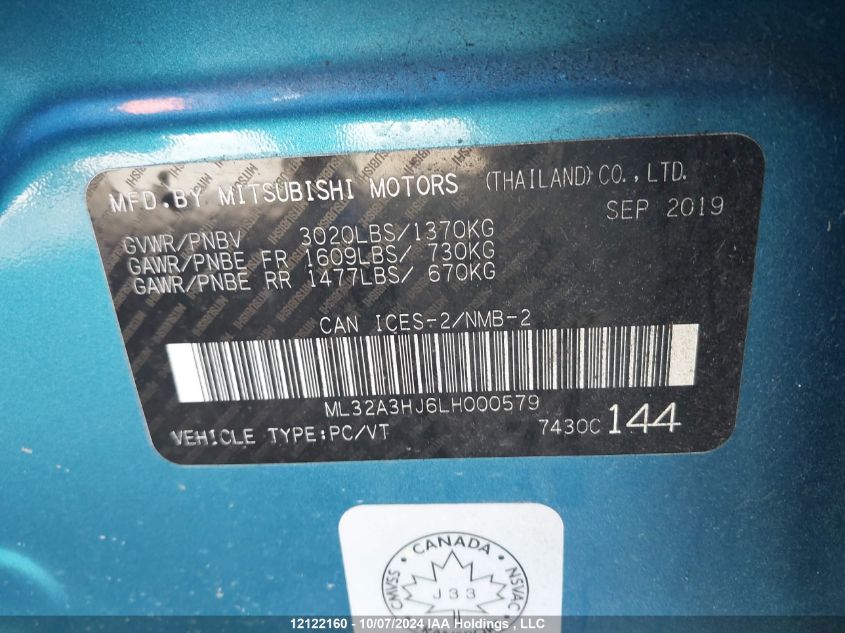 MFD.BY MITSUBISHI MOTORS (THAILAND) CO.,LTD.
SEP 2019
GVWR/PNBV 3020LBS/1370KG
GAWR/PNBE FR 1609LBS/ 730KG
GAWR/PNBE RR 1477LBS/ 670KG
CAN ICES-2/NMB-2
ML32A3HJ6LH000579
VEHICLE TYPE:PC/VT 7430C 144
CANADA
CMVSS J33 NSVAC
12122160 - 10/07/2024 IAA Holdings , LLC